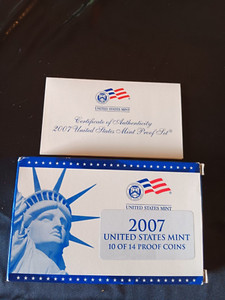 UNITED STATES MINT
Certificate of Authenticity
2007 United States Mint Proof Set®
UNITED STATES MINT
2007
UNITED STATES MINT
10 OF 14 PROOF COINS